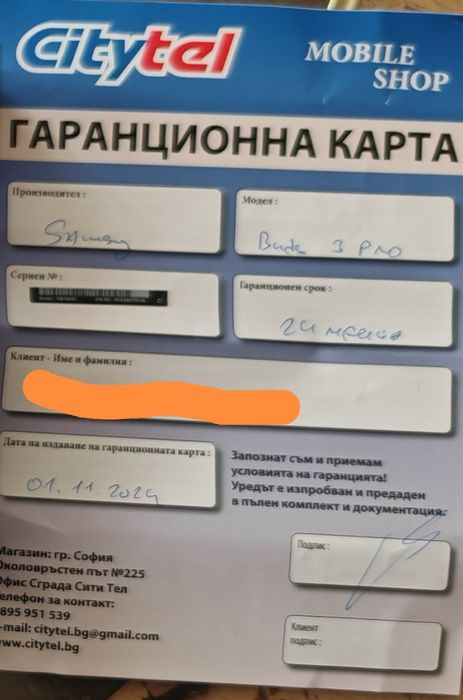 Citytel
MOBILE
SHOP
ГАРАНЦИОННА КАРТА
Производител :
Samsung
Модел :
Buds 3 Pro
Сериен № :
Гаранционен срок :
24 месеца
Клиент - Име и фамилия :
Дата на издаване на гаранционната карта :
01.11.2024
Запознат съм и приемам
условията на гаранцията!
Уредът е изпробван и предаден
в пълен комплект и документация.
Подпис :
Магазин: гр. София
Околовръстен път №225
Офис Сграда Сити Тел
Телефон за контакт:
895 951 539
-mail: citytel.bg@gmail.com
www.citytel.bg
Клиент
подпис :